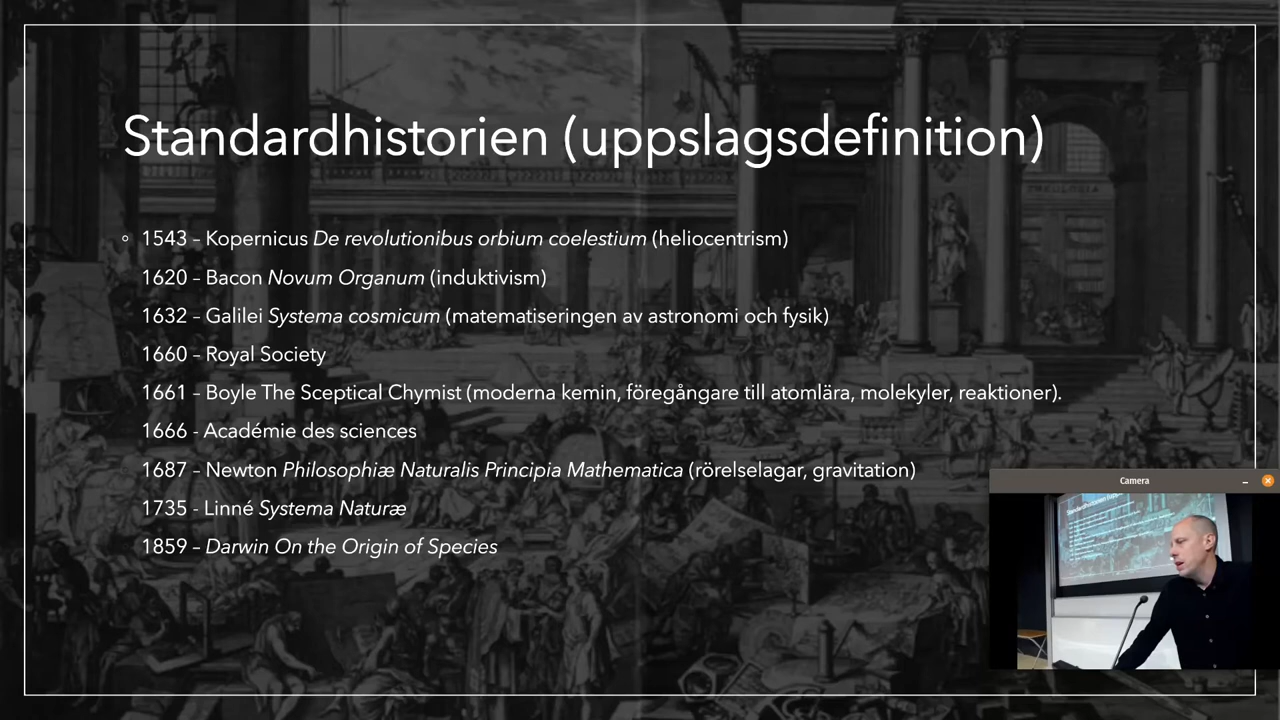 Standardhistorien (uppslagsdefinition)
1543 – Kopernicus De revolutionibus orbium coelestium (heliocentrism)
1620 – Bacon Novum Organum (induktivism)
1632 – Galilei Systema cosmicum (matematiseringen av astronomi och fysik)
1660 – Royal Society
1661 – Boyle The Sceptical Chymist (moderna kemin, föregångare till atomlära, molekyler, reaktioner).
1666 - Académie des sciences
1687 – Newton Philosophiæ Naturalis Principia Mathematica (rörelselagar, gravitation)
1735 - Linné Systema Naturæ
1859 – Darwin On the Origin of Species
Camera